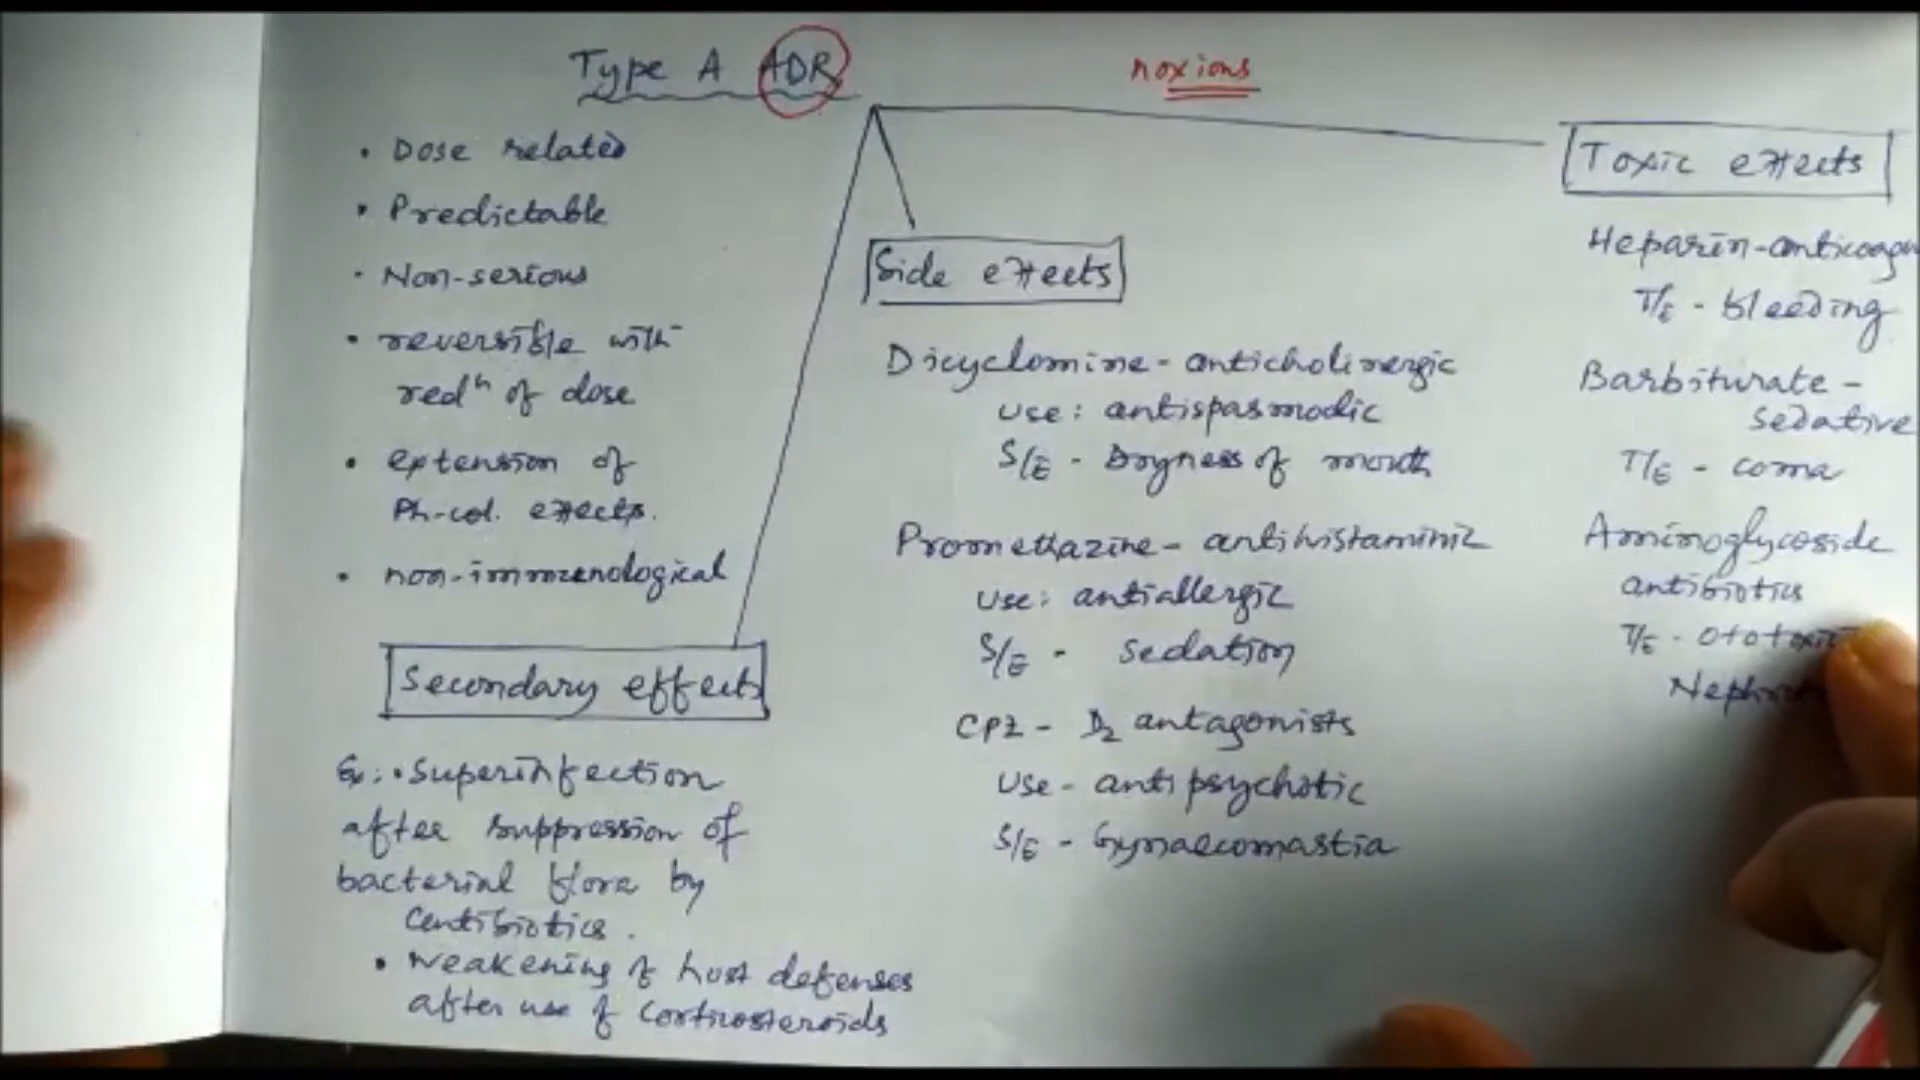 Type A ADR
noxious
• Dose related
• Predictable
• Non-serious
• reversible with
redⁿ of dose
• extension of
Ph-col. effects.
• non-immunological
Secondary effects
Ex: • Superinfection
after suppression of
bacterial flora by
antibiotics.
• Weakening of host defenses
after use of corticosteroids
Side effects
Dicyclomine - anticholinergic
use: antispasmodic
S/E - Dryness of mouth
Promethazine - antihistaminic
use: antiallergic
S/E - Sedation
CPZ - D2 antagonists
Use - antipsychotic
S/E - Gynaecomastia
Toxic effects
Heparin-anticoagu
T/E - bleeding
Barbiturate -
sedative
T/E - coma
Aminoglycoside
antibiotics
T/E - Ototoxic